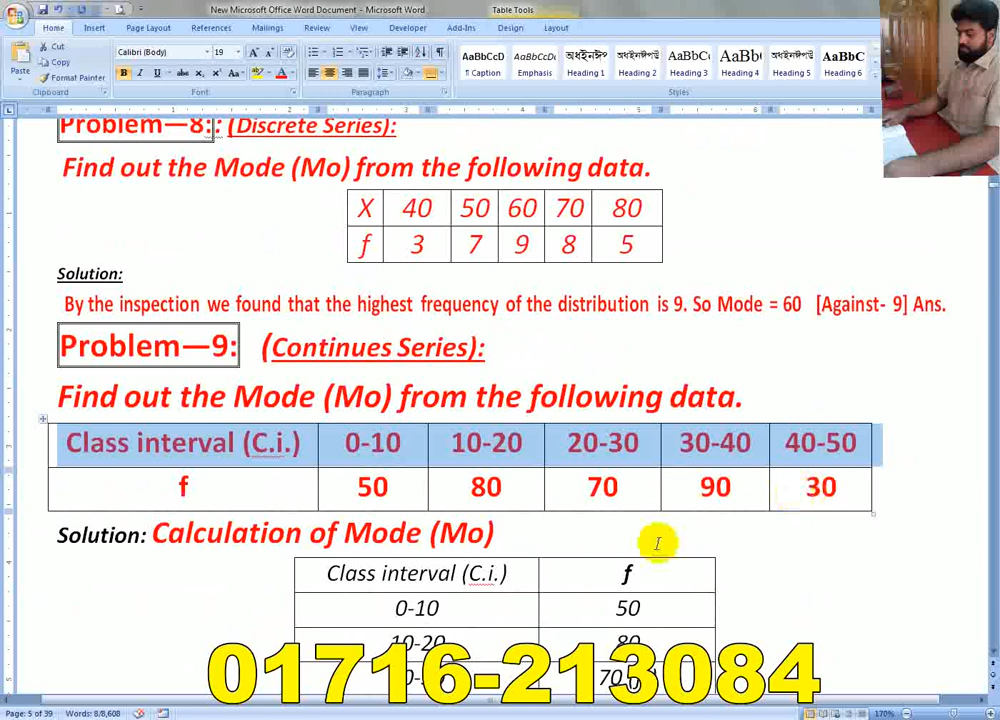 New Microsoft Office Word Document - Microsoft Word
Table Tools
Home Insert Page Layout References Mailings Review View Developer Add-Ins Design Layout
Paste
Cut
Copy
Format Painter
Clipboard
Calibri (Body) 19
Font
Paragraph
AaBbCcD AaBbCcDc AaBbC AaBb( AaBbC
¶ Caption Emphasis Heading 1 Heading 2 Heading 3 Heading 4 Heading 5 Heading 6
Styles
Problem—8:: (Discrete Series):
Find out the Mode (Mo) from the following data.
X 40 50 60 70 80
f 3 7 9 8 5
Solution:
By the inspection we found that the highest frequency of the distribution is 9. So Mode = 60 [Against- 9] Ans.
Problem—9: (Continues Series):
Find out the Mode (Mo) from the following data.
Class interval (C.i.) 0-10 10-20 20-30 30-40 40-50
f 50 80 70 90 30
Solution: Calculation of Mode (Mo)
Class interval (C.i.) f
0-10 50
10-20 80
70
01716-213084
Page: 5 of 39 Words: 8/8,608 170%